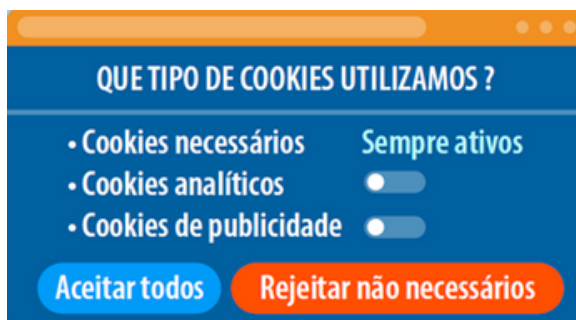 QUE TIPO DE COOKIES UTILIZAMOS ?
• Cookies necessários Sempre ativos
• Cookies analíticos
• Cookies de publicidade
Aceitar todos Rejeitar não necessários